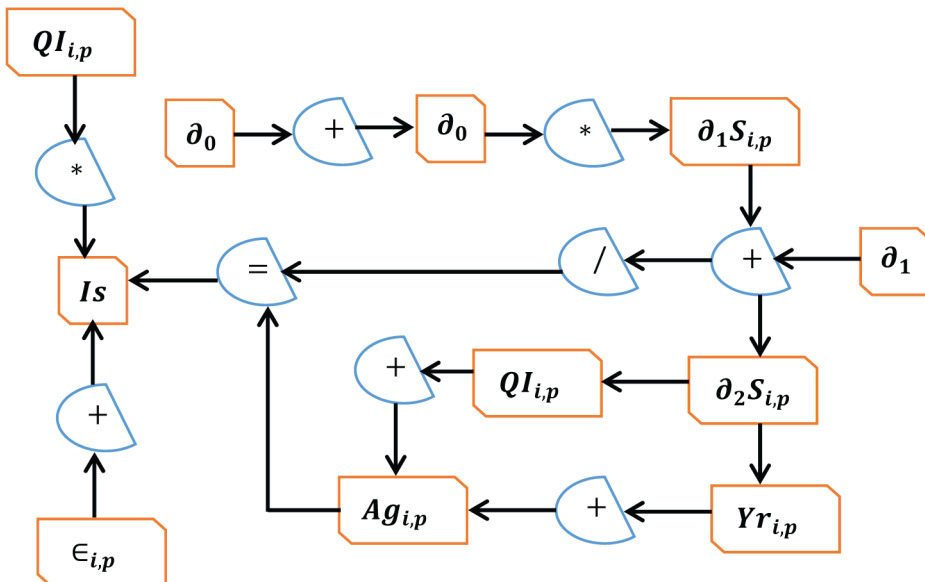 QI_{i,p}
∂_0
+
∂_0
*
∂_1S_{i,p}
*
Is
=
/
+
∂_1
+
QI_{i,p}
∂_2S_{i,p}
+
Ag_{i,p}
+
Yr_{i,p}
∈_{i,p}